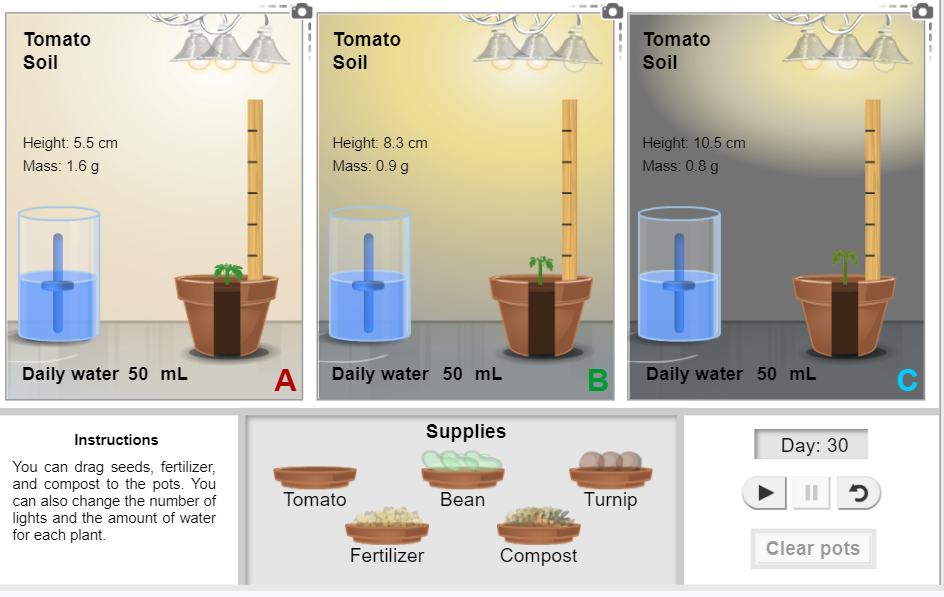 Tomato
Soil
Height: 5.5 cm
Mass: 1.6 g
Daily water 50 mL
A
Tomato
Soil
Height: 8.3 cm
Mass: 0.9 g
Daily water 50 mL
B
Tomato
Soil
Height: 10.5 cm
Mass: 0.8 g
Daily water 50 mL
C
Instructions
You can drag seeds, fertilizer,
and compost to the pots. You
can also change the number of
lights and the amount of water
for each plant.
Supplies
Tomato
Bean
Turnip
Fertilizer
Compost
Day: 30
Clear pots